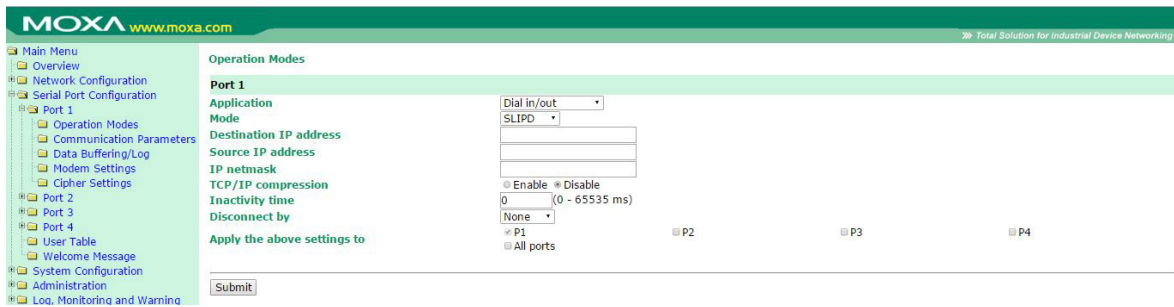 MOXA www.moxa.com
Total Solution for Industrial Device Networking
Main Menu
Overview
Network Configuration
Serial Port Configuration
Port 1
Operation Modes
Communication Parameters
Data Buffering/Log
Modem Settings
Cipher Settings
Port 2
Port 3
Port 4
User Table
Welcome Message
System Configuration
Administration
Log, Monitoring and Warning
Operation Modes
Port 1
Application Dial in/out
Mode SLIPD
Destination IP address
Source IP address
IP netmask
TCP/IP compression Enable Disable
Inactivity time 0 (0 - 65535 ms)
Disconnect by None
Apply the above settings to P1 P2 P3 P4
All ports
Submit